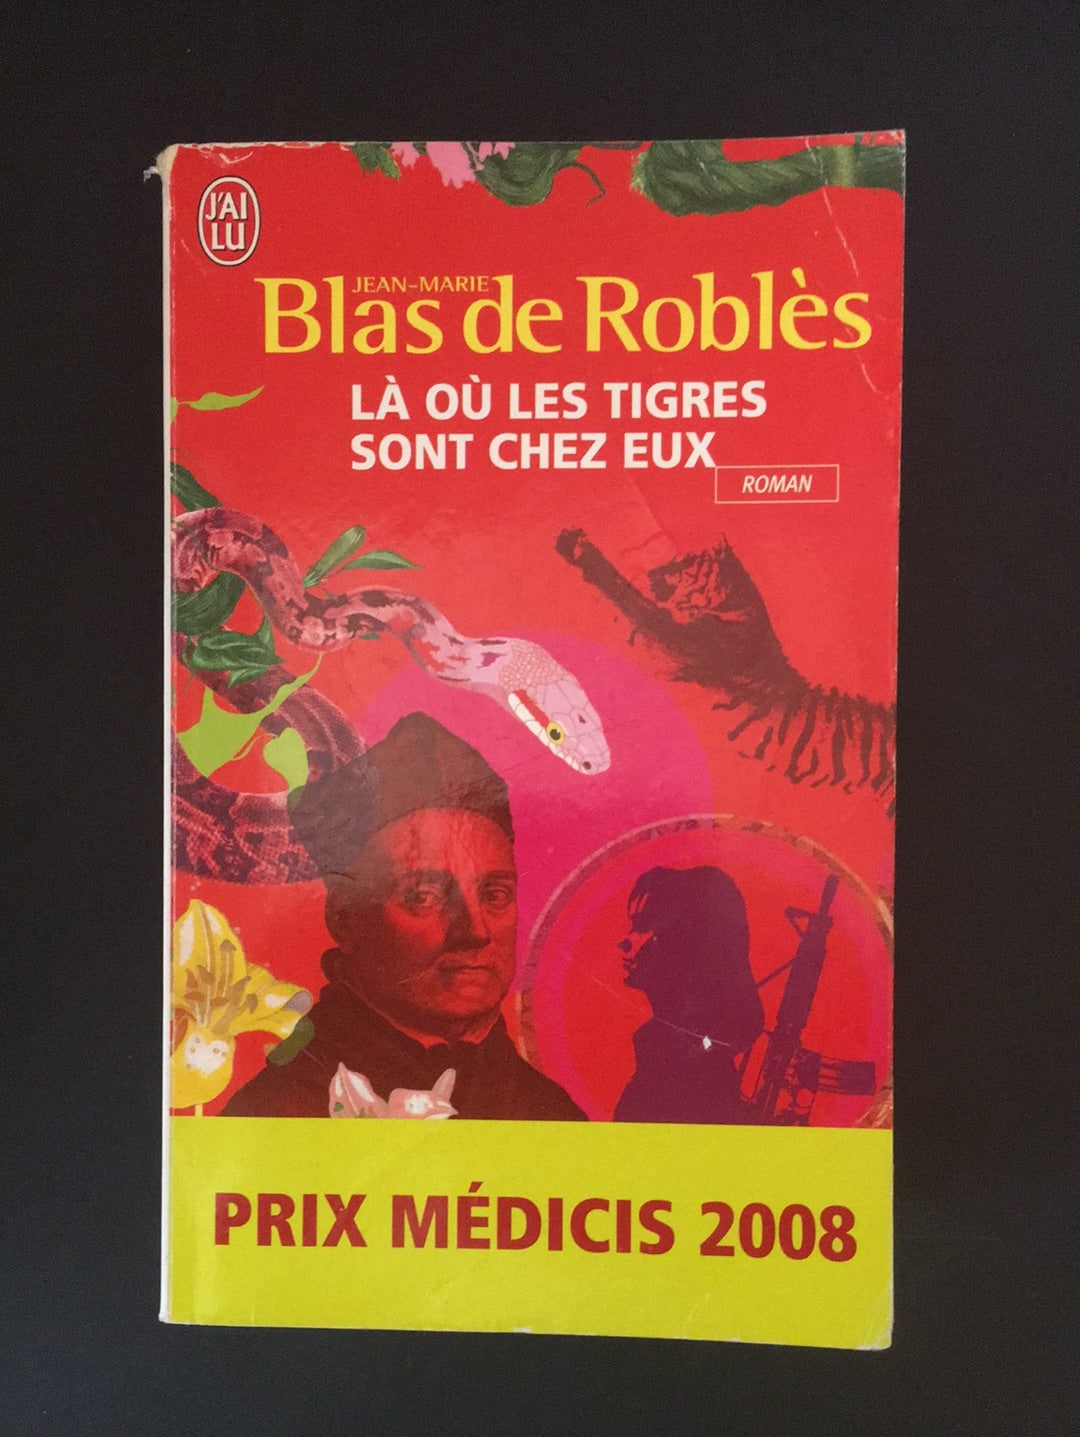 J'AI
LU
JEAN-MARIE
Blas de Roblès
LÀ OÙ LES TIGRES
SONT CHEZ EUX
ROMAN
PRIX MÉDICIS 2008